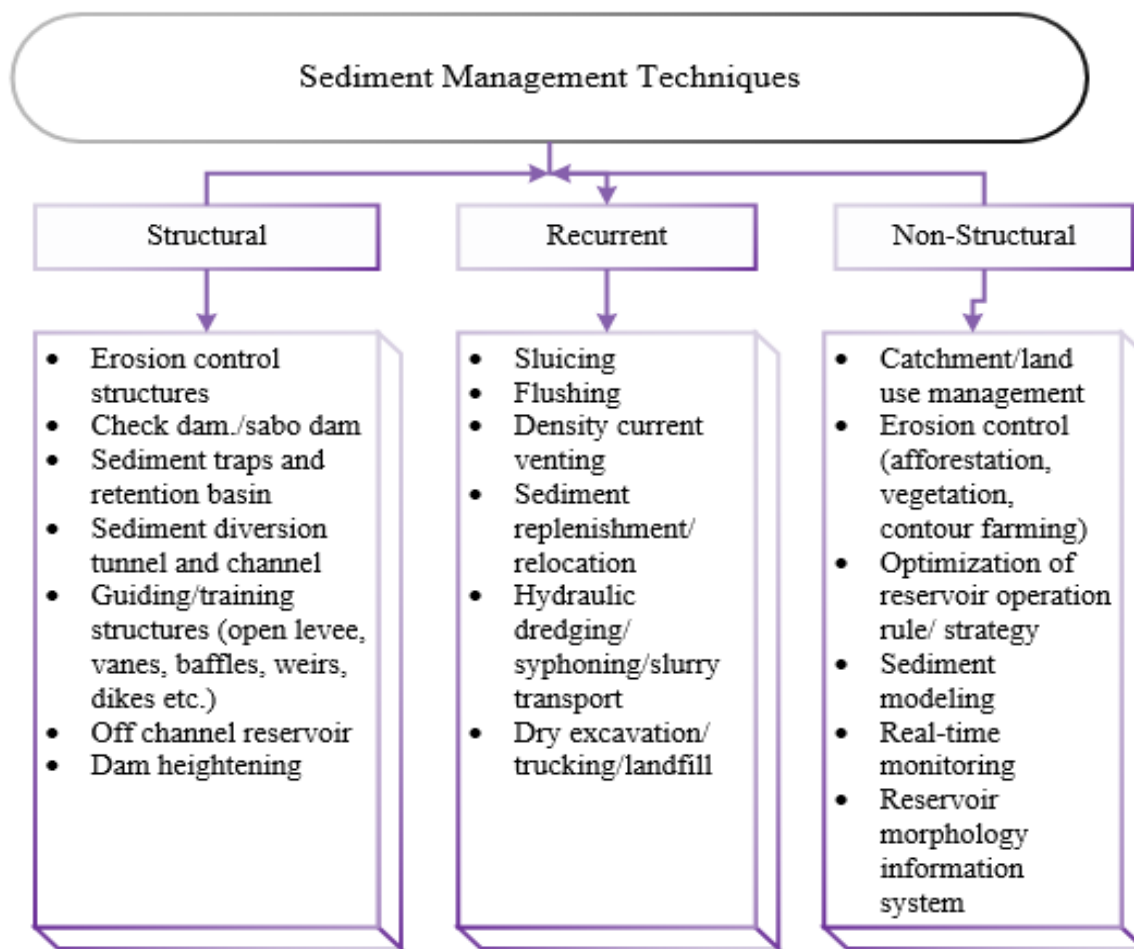 Sediment Management Techniques
Structural
Recurrent
Non-Structural
• Erosion control
structures
• Check dam./sabo dam
• Sediment traps and
retention basin
• Sediment diversion
tunnel and channel
• Guiding/training
structures (open levee,
vanes, baffles, weirs,
dikes etc.)
• Off channel reservoir
• Dam heightening
• Sluicing
• Flushing
• Density current
venting
• Sediment
replenishment/
relocation
• Hydraulic
dredging/
syphoning/slurry
transport
• Dry excavation/
trucking/landfill
• Catchment/land
use management
• Erosion control
(afforestation,
vegetation,
contour farming)
• Optimization of
reservoir operation
rule/ strategy
• Sediment
modeling
• Real-time
monitoring
• Reservoir
morphology
information
system